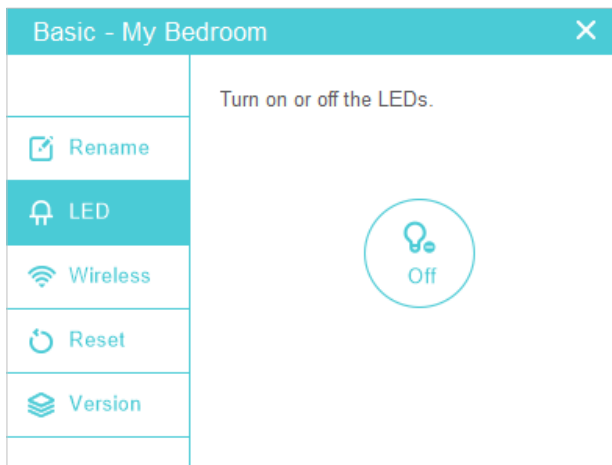 Basic - My Bedroom
Turn on or off the LEDs.
Rename
LED
Wireless
Reset
Version
Off